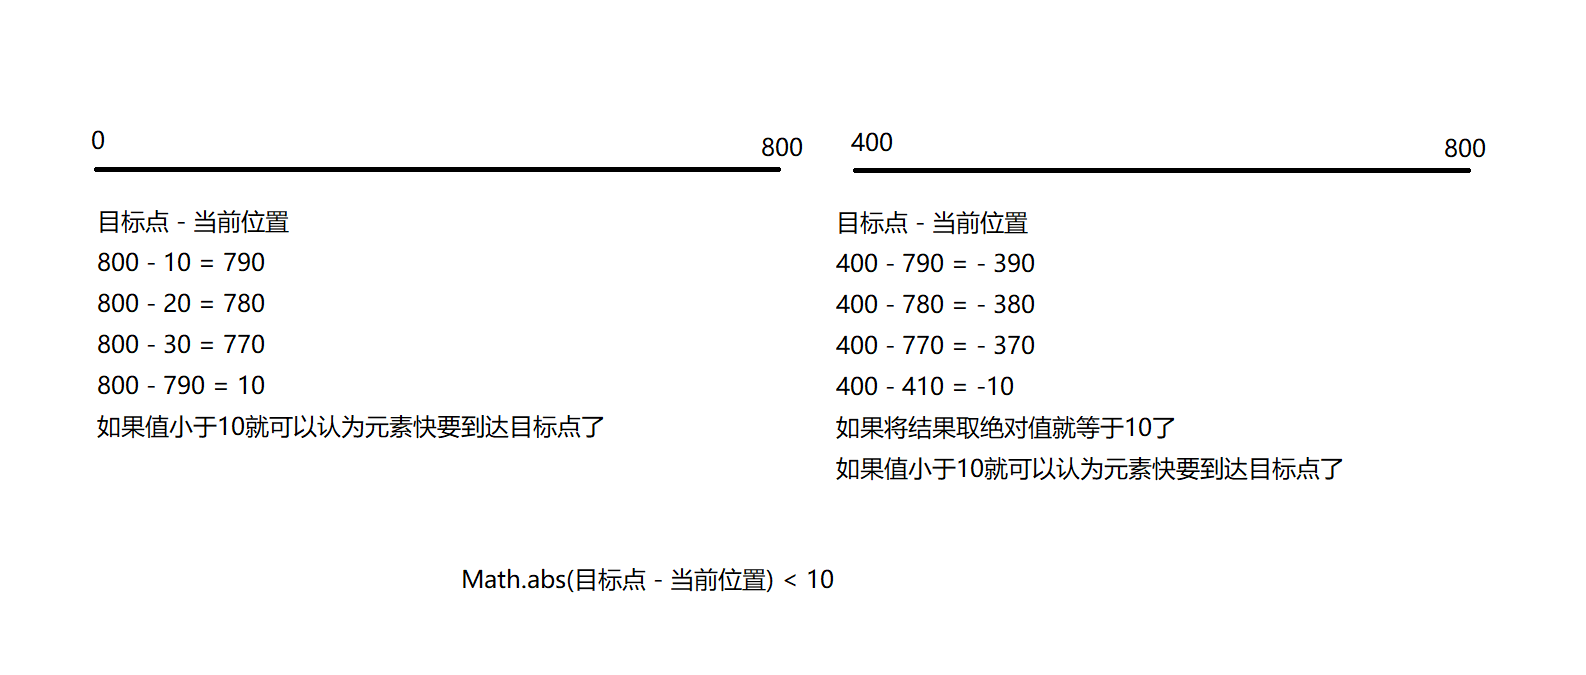 0
800
目标点 - 当前位置
800 - 10 = 790
800 - 20 = 780
800 - 30 = 770
800 - 790 = 10
如果值小于10就可以认为元素快要到达目标点了
400
800
目标点 - 当前位置
400 - 790 = - 390
400 - 780 = - 380
400 - 770 = - 370
400 - 410 = -10
如果将结果取绝对值就等于10了
如果值小于10就可以认为元素快要到达目标点了
Math.abs(目标点 - 当前位置) < 10